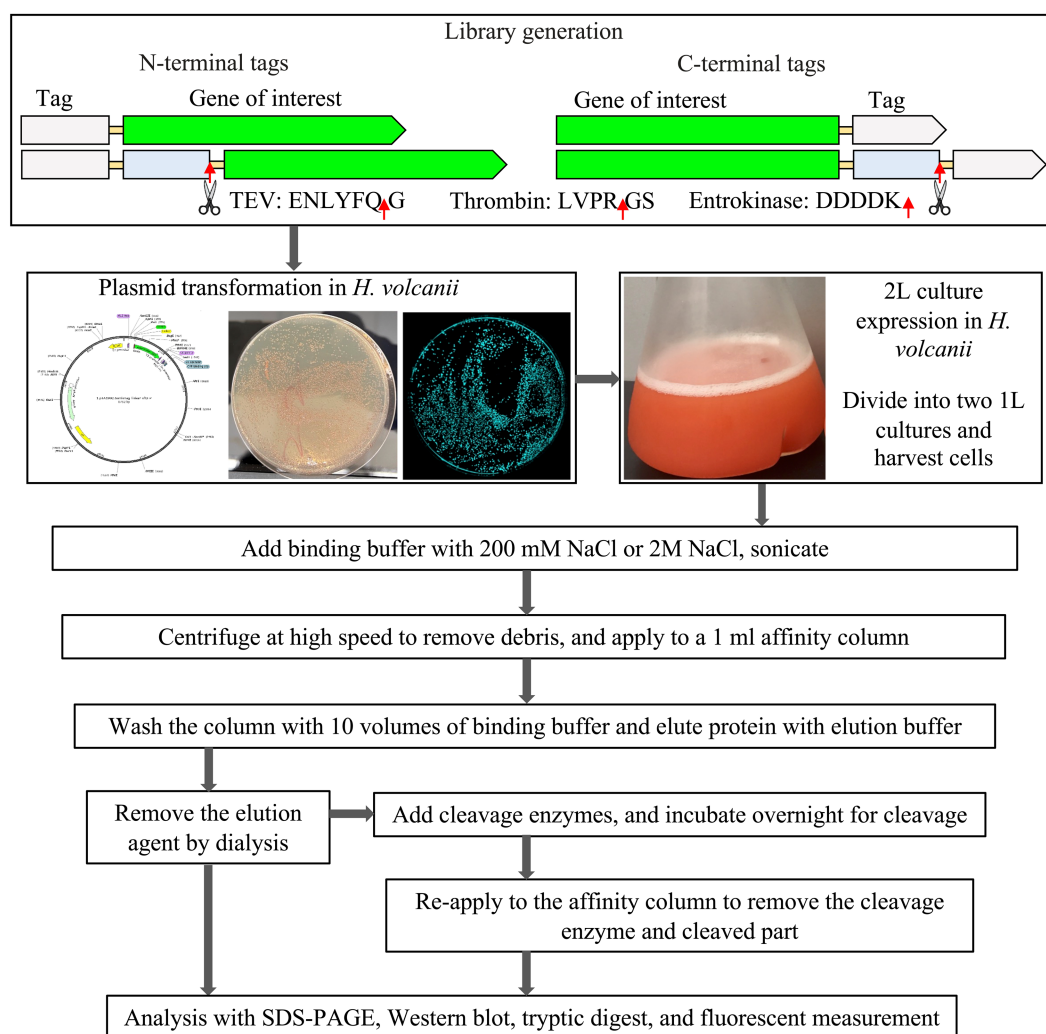 Library generation
N-terminal tags
C-terminal tags
Tag
Gene of interest
Gene of interest
Tag
TEV: ENLYFQ G
Thrombin: LVPR GS
Entrokinase: DDDDK
Plasmid transformation in H. volcanii
2L culture
expression in H.
volcanii
Divide into two 1L
cultures and
harvest cells
Add binding buffer with 200 mM NaCl or 2M NaCl, sonicate
Centrifuge at high speed to remove debris, and apply to a 1 ml affinity column
Wash the column with 10 volumes of binding buffer and elute protein with elution buffer
Remove the elution
agent by dialysis
Add cleavage enzymes, and incubate overnight for cleavage
Re-apply to the affinity column to remove the cleavage
enzyme and cleaved part
Analysis with SDS-PAGE, Western blot, tryptic digest, and fluorescent measurement